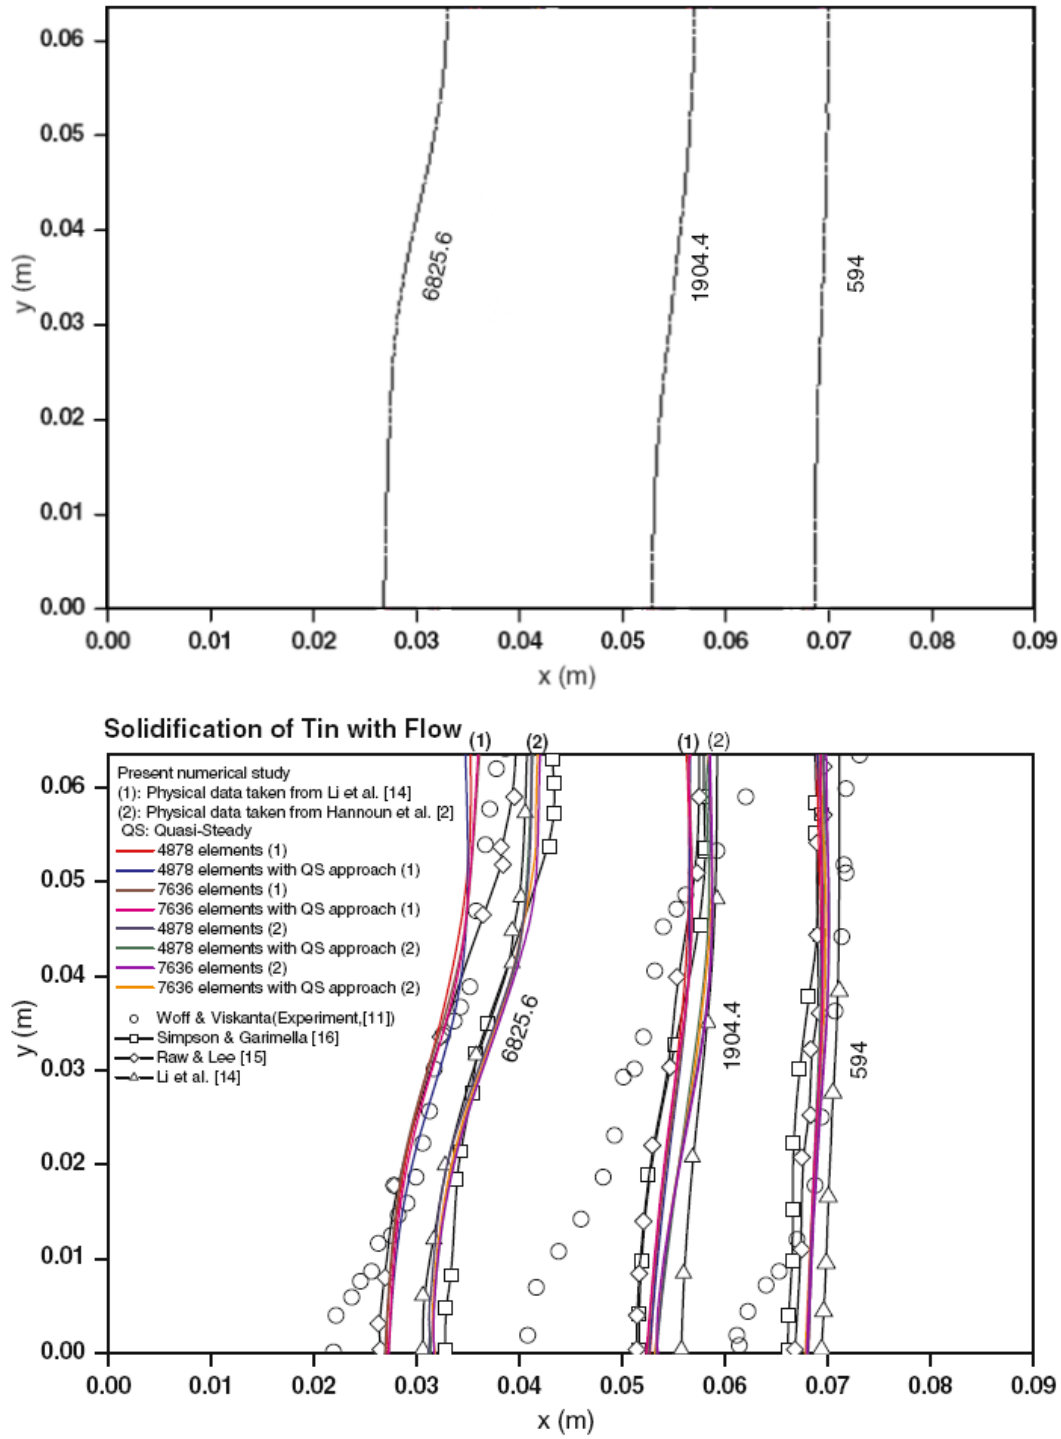 0.06
0.05
0.04
0.03
0.02
0.01
0.00
y (m)
6825.6
1904.4
594
0.00 0.01 0.02 0.03 0.04 0.05 0.06 0.07 0.08 0.09
x (m)
Solidification of Tin with Flow (1) (2) (1) (2)
Present numerical study
(1): Physical data taken from Li et al. [14]
(2): Physical data taken from Hannoun et al. [2]
QS: Quasi-Steady
4878 elements (1)
4878 elements with QS approach (1)
7636 elements (1)
7636 elements with QS approach (1)
4878 elements (2)
4878 elements with QS approach (2)
7636 elements (2)
7636 elements with QS approach (2)
Woff & Viskanta(Experiment,[11])
Simpson & Garimella [16]
Raw & Lee [15]
Li et al. [14]
0.06
0.05
0.04
0.03
0.02
0.01
0.00
y (m)
6825.6
1904.4
594
0.00 0.01 0.02 0.03 0.04 0.05 0.06 0.07 0.08 0.09
x (m)